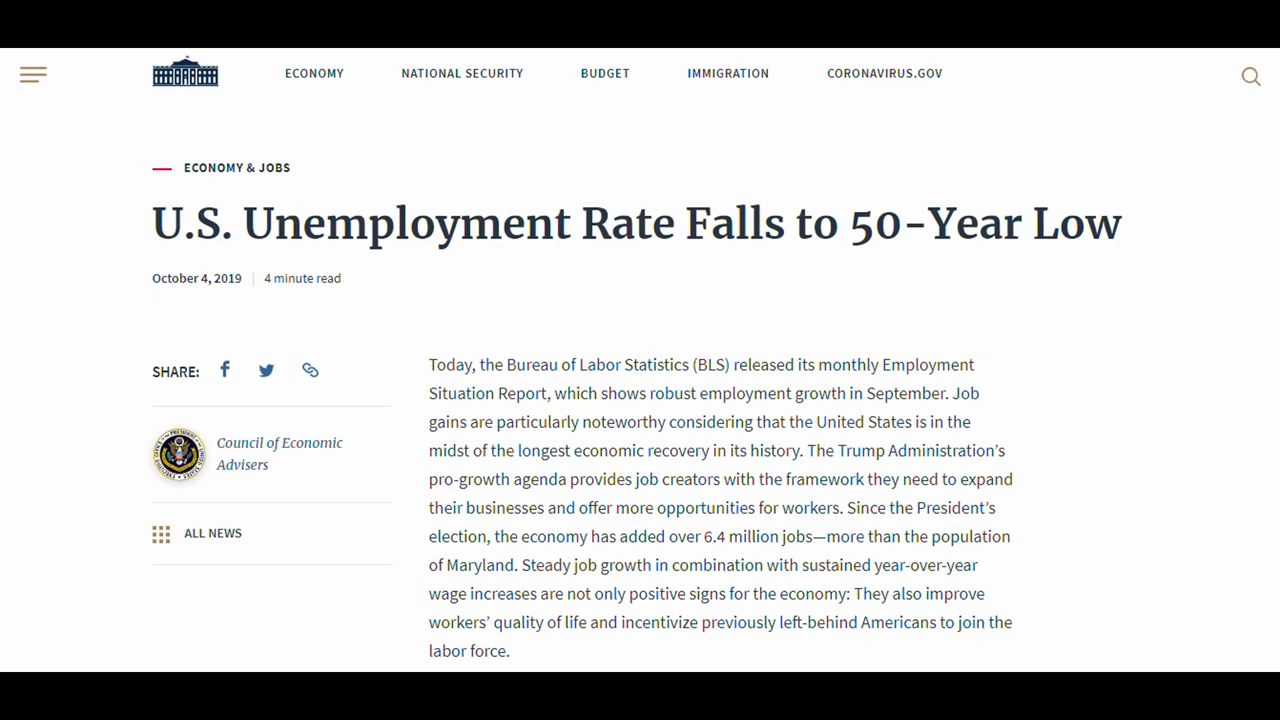 ECONOMY NATIONAL SECURITY BUDGET IMMIGRATION CORONAVIRUS.GOV
ECONOMY & JOBS
U.S. Unemployment Rate Falls to 50-Year Low
October 4, 2019 4 minute read
SHARE:
Council of Economic
Advisers
ALL NEWS
Today, the Bureau of Labor Statistics (BLS) released its monthly Employment
Situation Report, which shows robust employment growth in September. Job
gains are particularly noteworthy considering that the United States is in the
midst of the longest economic recovery in its history. The Trump Administration’s
pro-growth agenda provides job creators with the framework they need to expand
their businesses and offer more opportunities for workers. Since the President’s
election, the economy has added over 6.4 million jobs—more than the population
of Maryland. Steady job growth in combination with sustained year-over-year
wage increases are not only positive signs for the economy: They also improve
workers’ quality of life and incentivize previously left-behind Americans to join the
labor force.